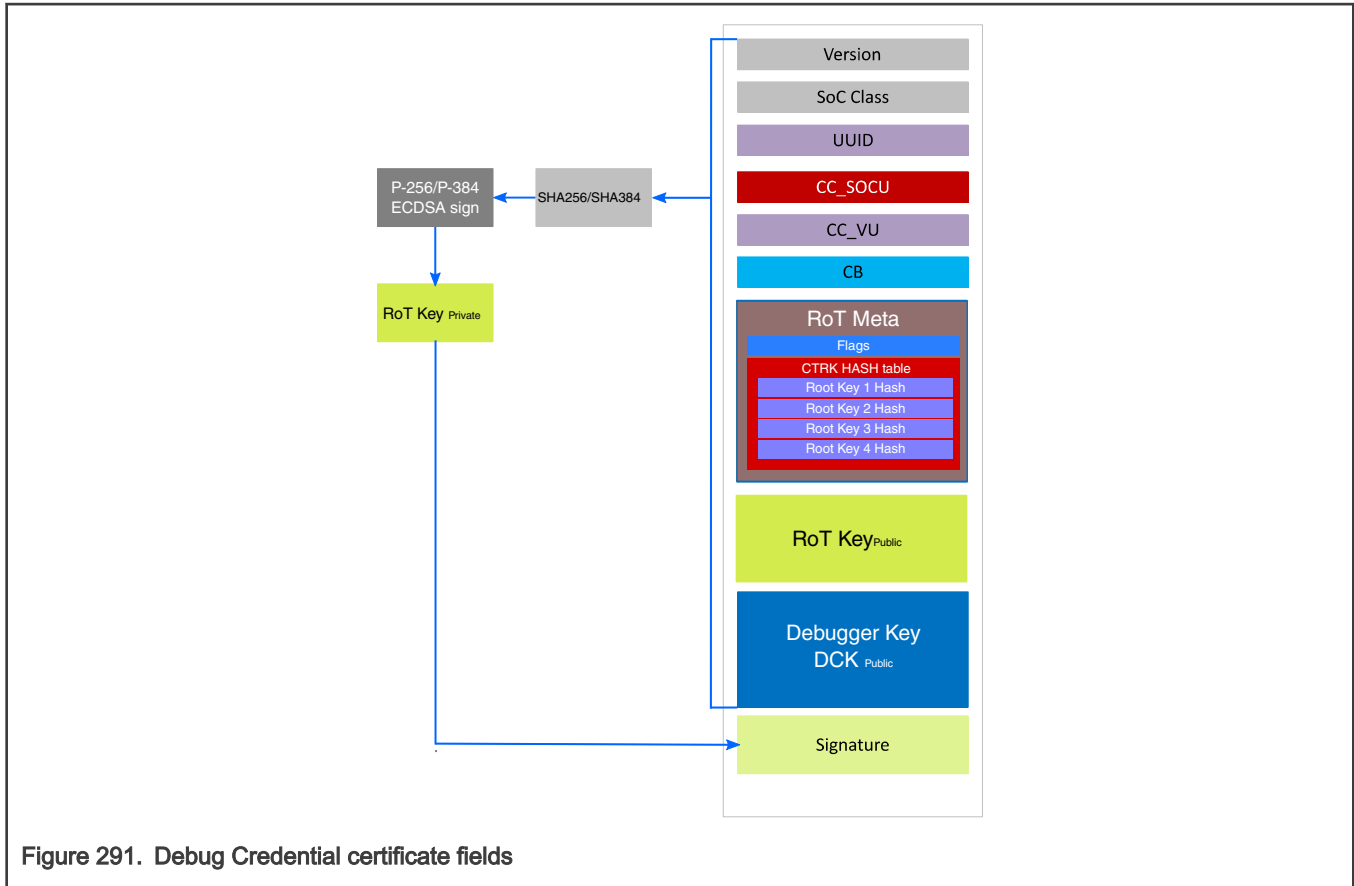 Version
SoC Class
UUID
P-256/P-384
ECDSA sign
SHA256/SHA384
CC_SOCU
CC_VU
CB
RoT Key Private
RoT Meta
Flags
CTRK HASH table
Root Key 1 Hash
Root Key 2 Hash
Root Key 3 Hash
Root Key 4 Hash
RoT Key Public
Debugger Key
DCK Public
Signature
Figure 291. Debug Credential certificate fields